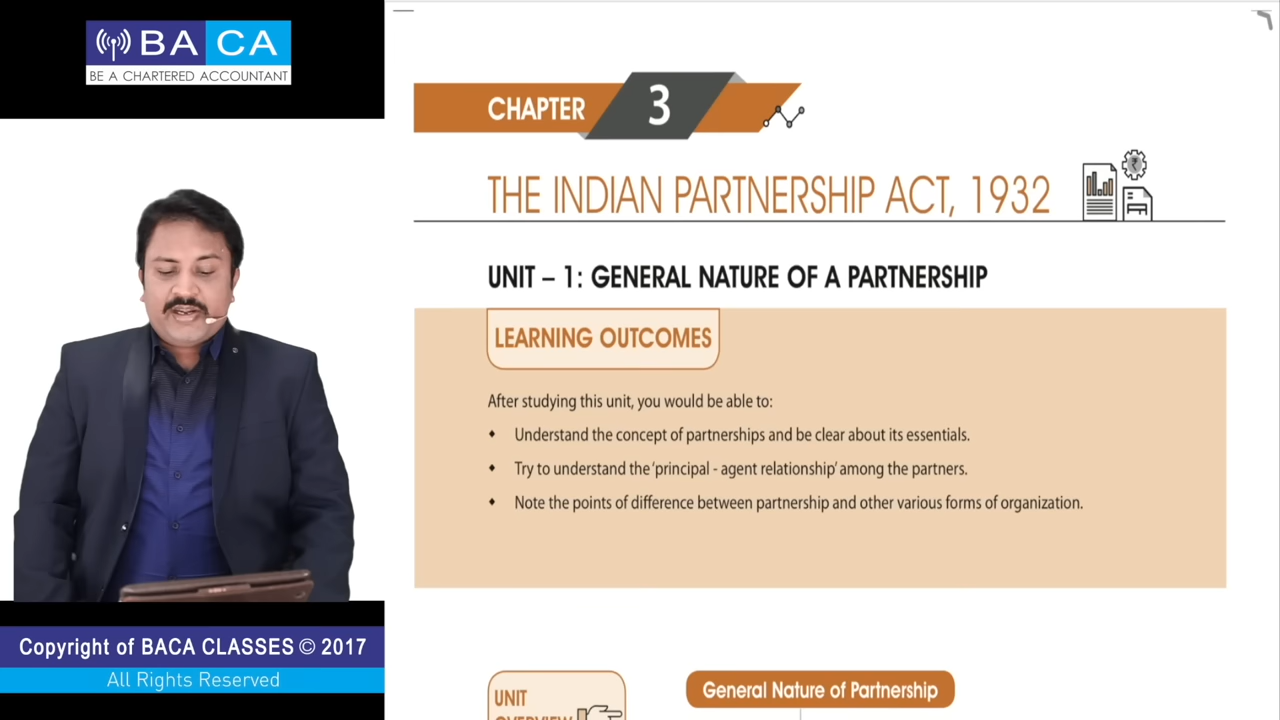 BA CA
BE A CHARTERED ACCOUNTANT
CHAPTER 3
THE INDIAN PARTNERSHIP ACT, 1932
UNIT – 1: GENERAL NATURE OF A PARTNERSHIP
LEARNING OUTCOMES
After studying this unit, you would be able to:
Understand the concept of partnerships and be clear about its essentials.
Try to understand the 'principal - agent relationship' among the partners.
Note the points of difference between partnership and other various forms of organization.
Copyright of BACA CLASSES © 2017
All Rights Reserved
UNIT
OVERVIEW
General Nature of Partnership